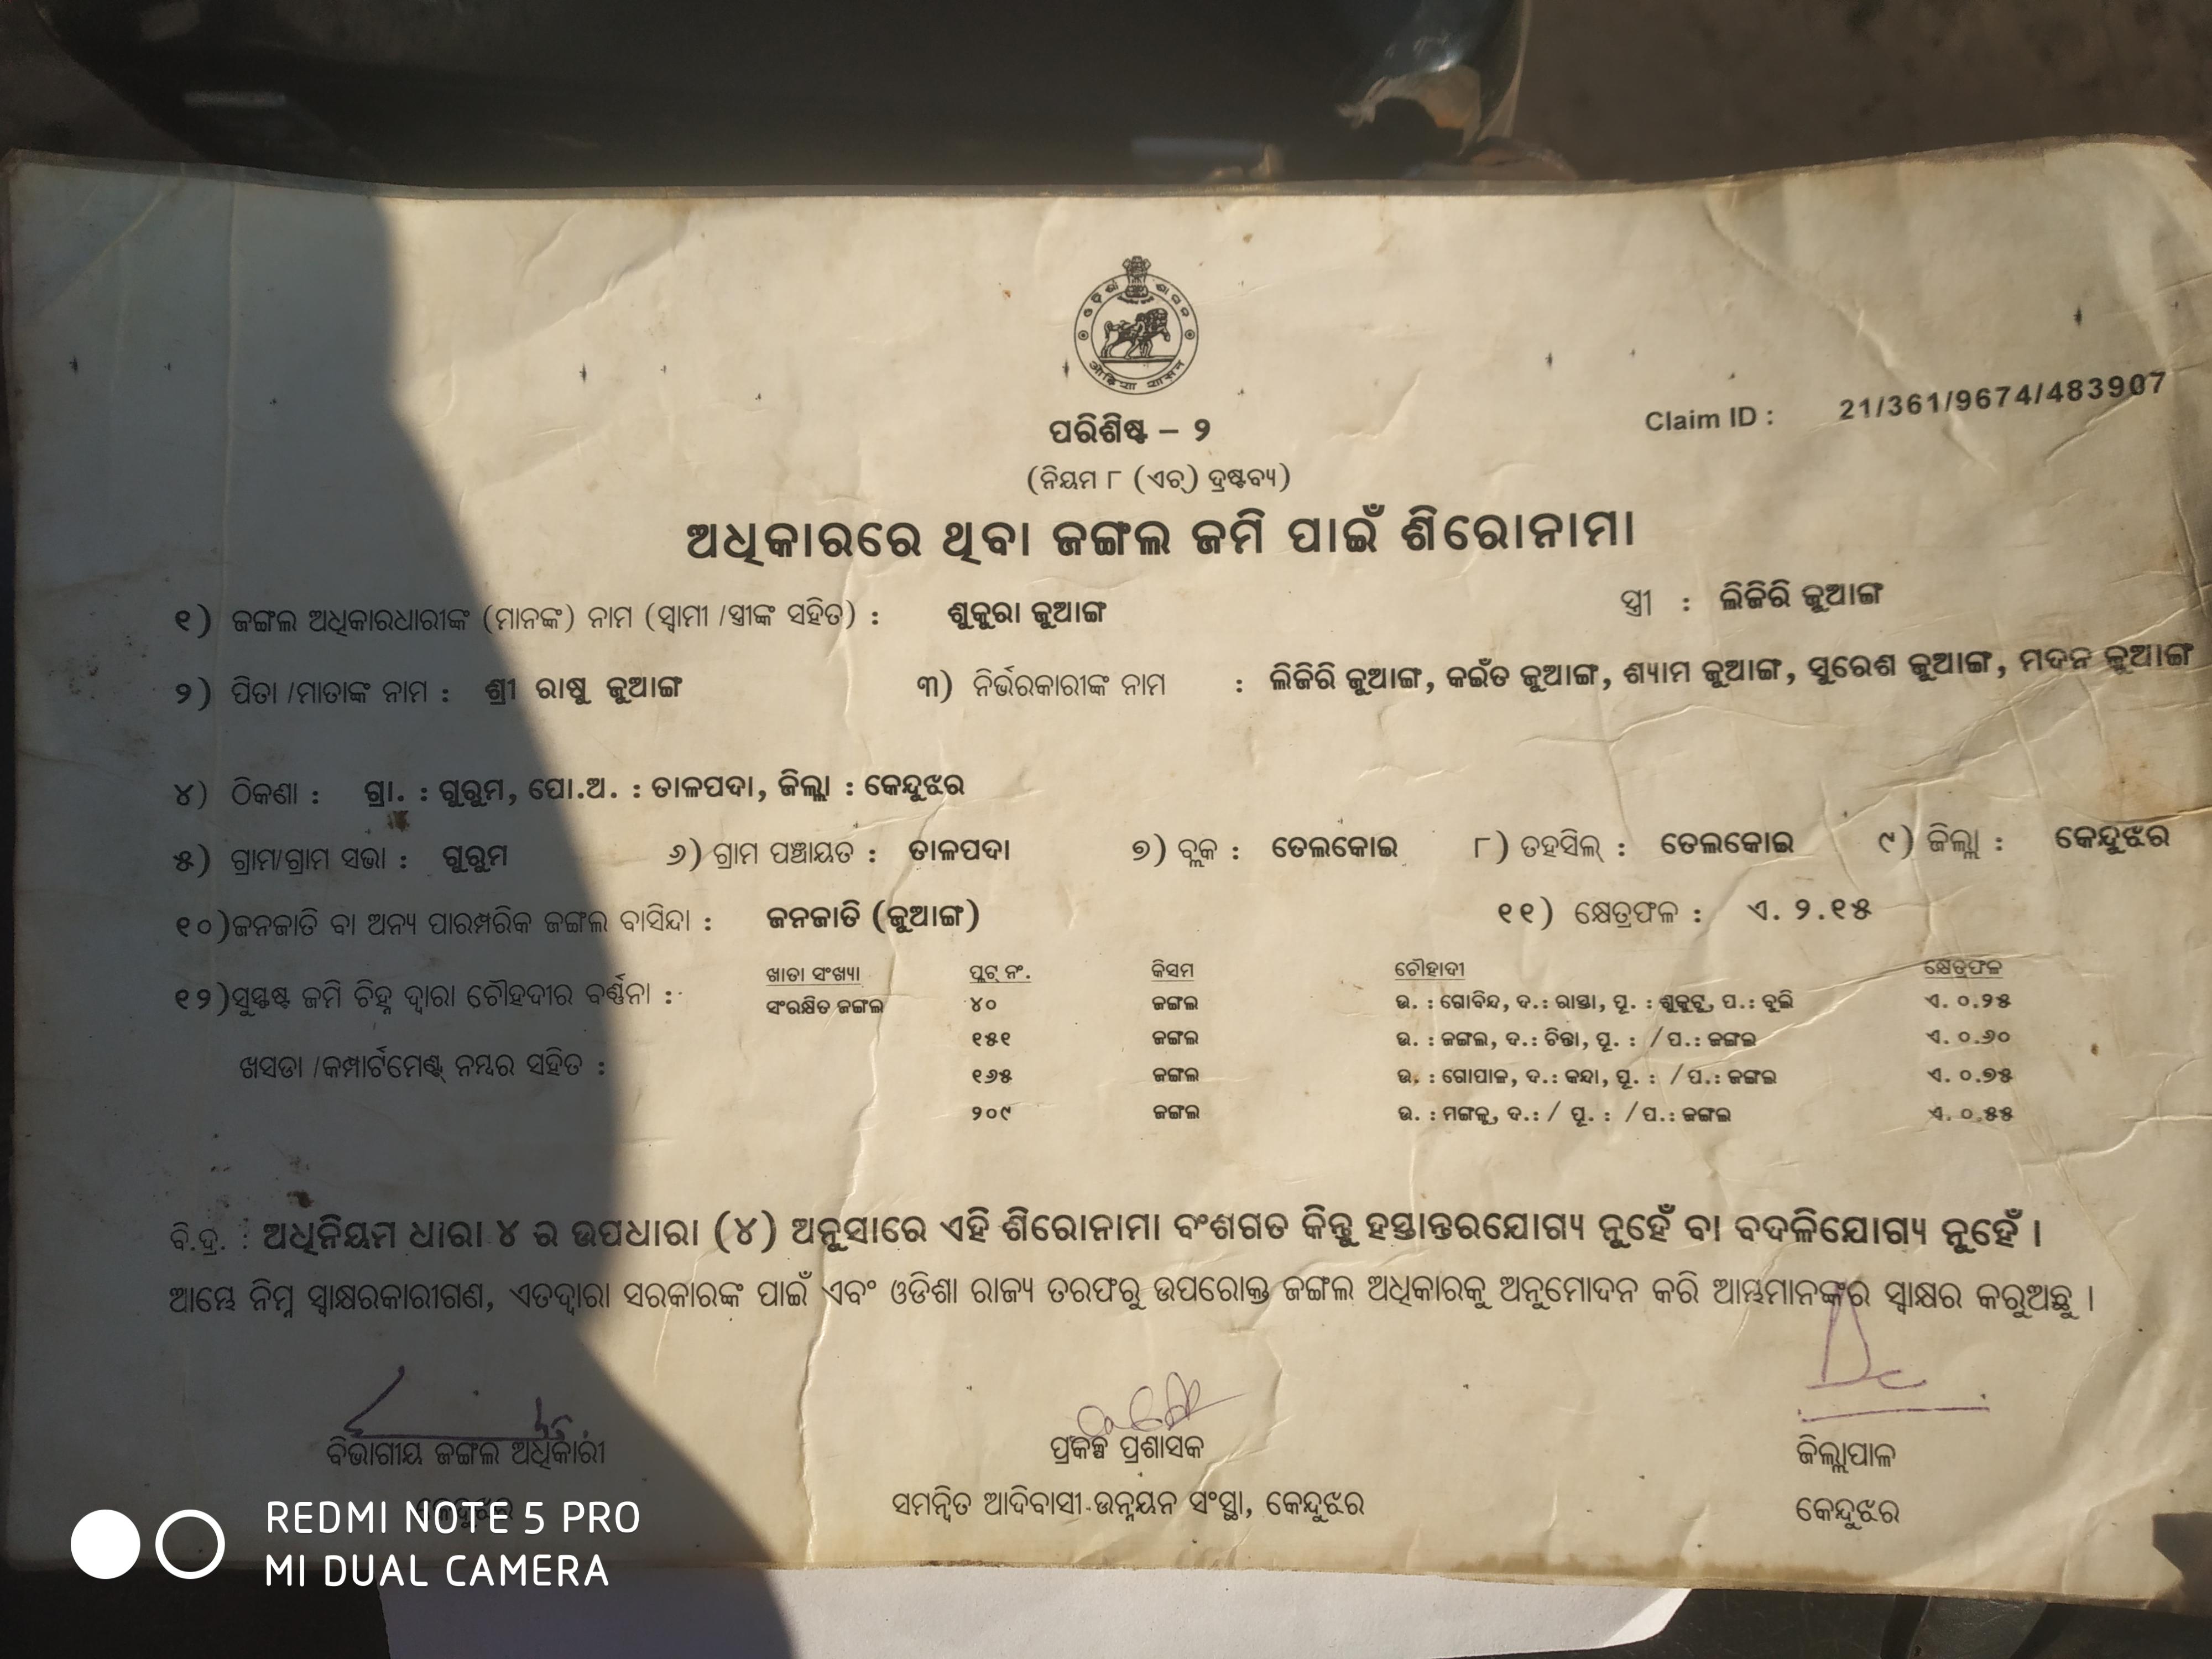 ଓଡ଼ିଶା ଶାସନ
ओड़िशा शासन
Claim ID : 21/361/9674/483907
ପରିଶିଷ୍ଟ – ୨
(ନିୟମ ୮ (ଏଚ୍) ଦ୍ରଷ୍ଟବ୍ୟ)
ଅଧିକାରରେ ଥିବା ଜଙ୍ଗଲ ଜମି ପାଇଁ ଶିରୋନାମା
୧) ଜଙ୍ଗଲ ଅଧିକାରଧାରୀଙ୍କ (ମାନଙ୍କ) ନାମ (ସ୍ୱାମୀ /ସ୍ତ୍ରୀଙ୍କ ସହିତ) : ଶୁକୁରା ଜୁଆଙ୍ଗ ସ୍ତ୍ରୀ : ଲିଜିରି ଜୁଆଙ୍ଗ
୨) ପିତା /ମାତାଙ୍କ ନାମ : ଶ୍ରୀ ରାଷୁ ଜୁଆଙ୍ଗ ୩) ନିର୍ଭରକାରୀଙ୍କ ନାମ : ଲିଜିରି ଜୁଆଙ୍ଗ, କଇଁତ ଜୁଆଙ୍ଗ, ଶ୍ୟାମ ଜୁଆଙ୍ଗ, ସୁରେଶ ଜୁଆଙ୍ଗ, ମଦନ ଜୁଆଙ୍ଗ
୪) ଠିକଣା : ଗ୍ରା. : ଗୁରୁମ, ପୋ.ଅ. : ତାଳପଦା, ଜିଲ୍ଲା : କେନ୍ଦୁଝର
୫) ଗ୍ରାମ/ଗ୍ରାମ ସଭା : ଗୁରୁମ ୬) ଗ୍ରାମ ପଞ୍ଚାୟତ : ତାଳପଦା ୭) ବ୍ଲକ : ତେଲକୋଇ ୮) ତହସିଲ୍ : ତେଲକୋଇ ୯) ଜିଲ୍ଲା : କେନ୍ଦୁଝର
୧୦) ଜନଜାତି ବା ଅନ୍ୟ ପାରମ୍ପରିକ ଜଙ୍ଗଲ ବାସିନ୍ଦା : ଜନଜାତି (ଜୁଆଙ୍ଗ) ୧୧) କ୍ଷେତ୍ରଫଳ : ଏ. ୨.୧୫
୧୨) ସୁସ୍ପଷ୍ଟ ଜମି ଚିହ୍ନ ଦ୍ୱାରା ଚୌହଦୀର ବର୍ଣ୍ଣନା :
ଖସଡା /କମ୍ପାର୍ଟମେଣ୍ଟ୍ ନମ୍ବର ସହିତ :
ଖାତା ସଂଖ୍ୟା ପ୍ଲଟ୍ ନଂ. କିସମ ଚୌହାଦୀ କ୍ଷେତ୍ରଫଳ
ସଂରକ୍ଷିତ ଜଙ୍ଗଲ ୪୦ ଜଙ୍ଗଲ ଉ. : ଗୋବିନ୍ଦ, ଦ.: ରାସ୍ତା, ପୂ. : ଶୁକୁଟୁ, ପ.: ବୁଲି ଏ. ୦.୨୫
୧୫୧ ଜଙ୍ଗଲ ଉ. : ଜଙ୍ଗଲ, ଦ.: ଚିନ୍ତା, ପୂ. : / ପ.: ଜଙ୍ଗଲ ଏ. ୦.୬୦
୧୬୫ ଜଙ୍ଗଲ ଉ. : ଗୋପାଳ, ଦ.: କନ୍ଦା, ପୂ. : / ପ.: ଜଙ୍ଗଲ ଏ. ୦.୭୫
୨୦୯ ଜଙ୍ଗଲ ଉ. : ମଙ୍ଗଳୁ, ଦ.: / ପୂ. : / ପ.: ଜଙ୍ଗଲ ଏ. ୦.୫୫
ବି.ଦ୍ର. : ଅଧିନିୟମ ଧାରା ୪ ର ଉପଧାରା (୪) ଅନୁସାରେ ଏହି ଶିରୋନାମା ବଂଶଗତ କିନ୍ତୁ ହସ୍ତାନ୍ତରଯୋଗ୍ୟ ନୁହେଁ ବା ବଦଳିଯୋଗ୍ୟ ନୁହେଁ ।
ଆମ୍ଭେ ନିମ୍ନ ସ୍ୱାକ୍ଷରକାରୀଗଣ, ଏତଦ୍ୱାରା ସରକାରଙ୍କ ପାଇଁ ଏବଂ ଓଡିଶା ରାଜ୍ୟ ତରଫରୁ ଉପରୋକ୍ତ ଜଙ୍ଗଲ ଅଧିକାରକୁ ଅନୁମୋଦନ କରି ଆମ୍ଭମାନଙ୍କର ସ୍ୱାକ୍ଷର କରୁଅଛୁ ।
ବିଭାଗୀୟ ଜଙ୍ଗଲ ଅଧିକାରୀ ପ୍ରକଳ୍ପ ପ୍ରଶାସକ ଜିଲ୍ଲାପାଳ
କେନ୍ଦୁଝର ସମନ୍ୱିତ ଆଦିବାସୀ ଉନ୍ନୟନ ସଂସ୍ଥା, କେନ୍ଦୁଝର କେନ୍ଦୁଝର
REDMI NOTE 5 PRO
MI DUAL CAMERA